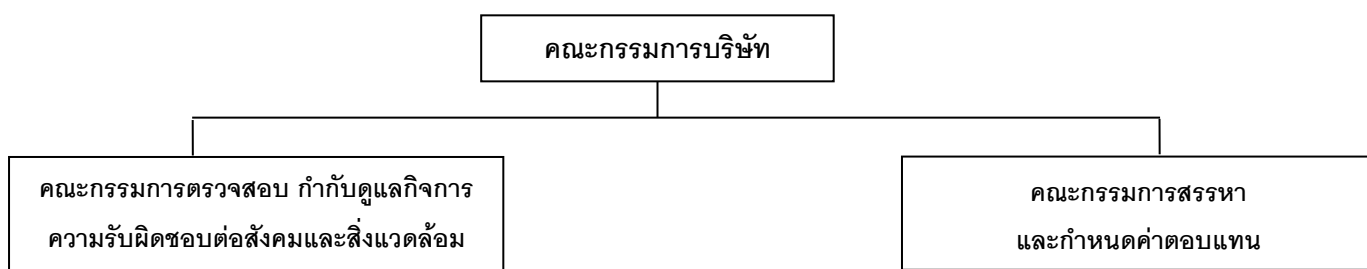 คณะกรรมการบริษัท
คณะกรรมการตรวจสอบ กำกับดูแลกิจการ
ความรับผิดชอบต่อสังคมและสิ่งแวดล้อม
คณะกรรมการสรรหา
และกำหนดค่าตอบแทน